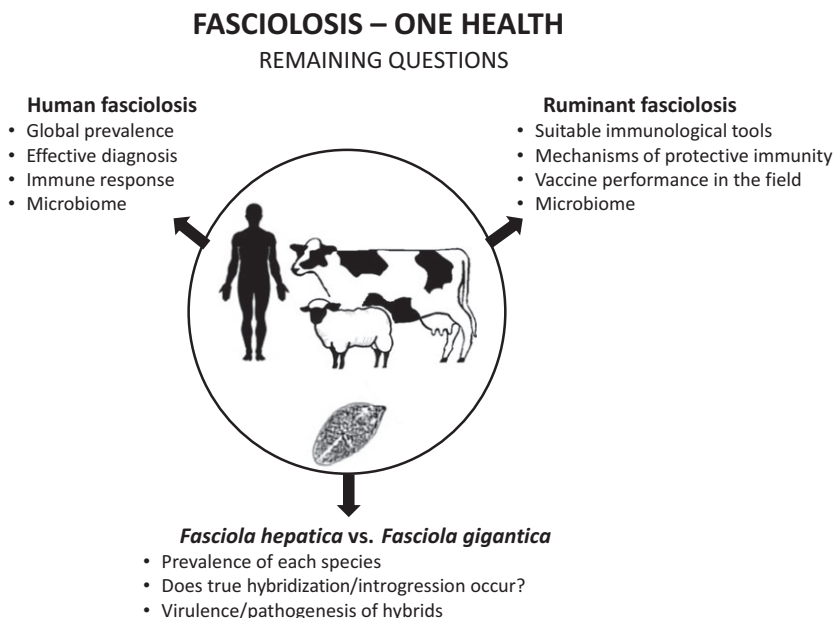 FASCIOLOSIS – ONE HEALTH
REMAINING QUESTIONS
Human fasciolosis
• Global prevalence
• Effective diagnosis
• Immune response
• Microbiome
Ruminant fasciolosis
• Suitable immunological tools
• Mechanisms of protective immunity
• Vaccine performance in the field
• Microbiome
Fasciola hepatica vs. Fasciola gigantica
• Prevalence of each species
• Does true hybridization/introgression occur?
• Virulence/pathogenesis of hybrids